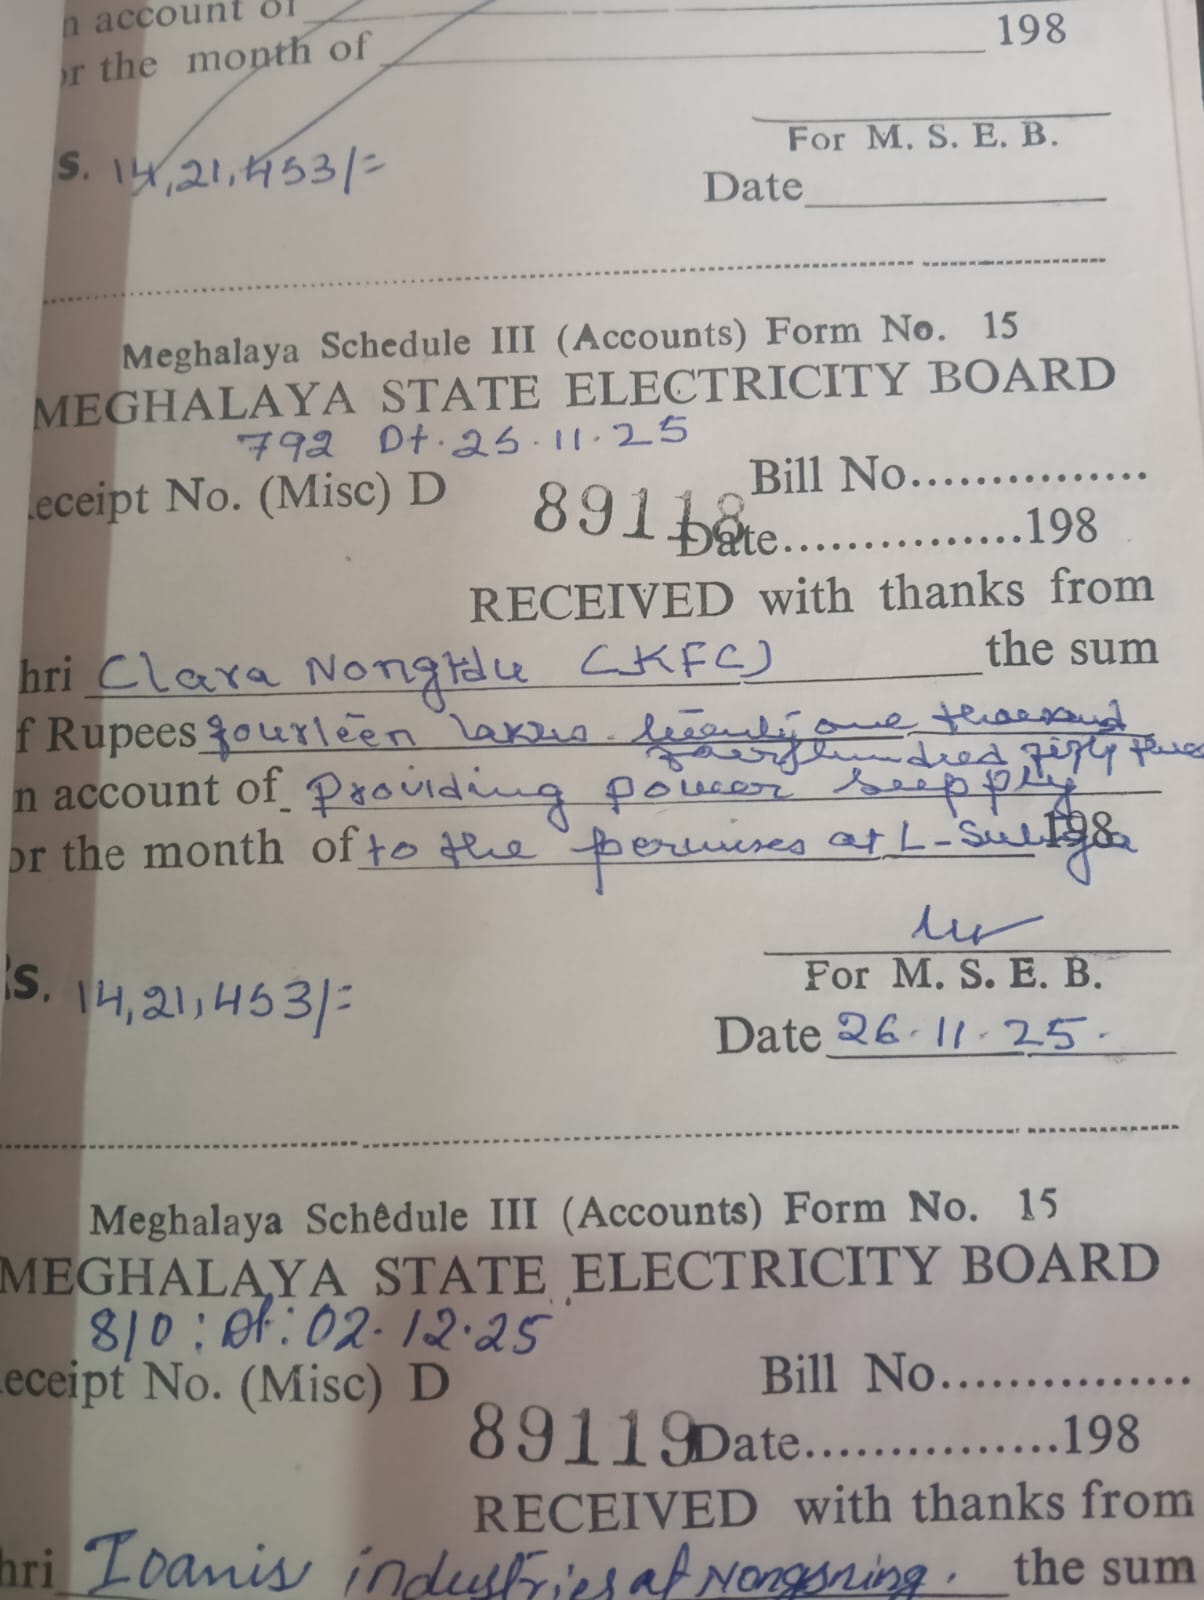 n account of
or the month of 198
S. 14,21,453/=
For M. S. E. B.
Date
Meghalaya Schedule III (Accounts) Form No. 15
MEGHALAYA STATE ELECTRICITY BOARD
792 Dt. 25.11.25
eceipt No. (Misc) D 89118 Bill No...............
Date...............198
RECEIVED with thanks from
hri Clara Nongrdu (KFC) the sum
f Rupees fourteen lakhs twenty one thousand
four hundred fifty three
n account of providing power supply
or the month of to the permises at L- 198
For M. S. E. B.
S. 14,21,453/=
Date 26.11.25.
Meghalaya Schedule III (Accounts) Form No. 15
MEGHALAYA STATE ELECTRICITY BOARD
810: Dt: 02.12.25
eceipt No. (Misc) D Bill No...............
89119 Date...............198
RECEIVED with thanks from
hri Ioanis industries at Nongsning. the sum